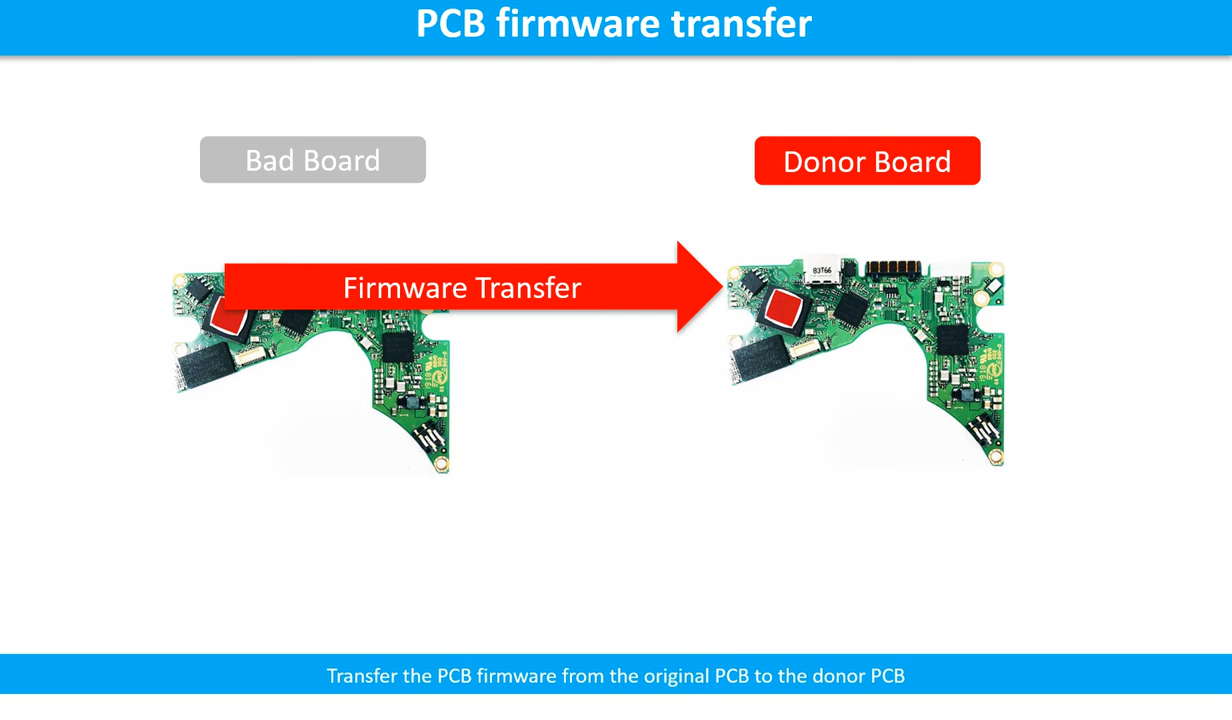 PCB firmware transfer
Bad Board
Donor Board
Firmware Transfer
83T66
Transfer the PCB firmware from the original PCB to the donor PCB